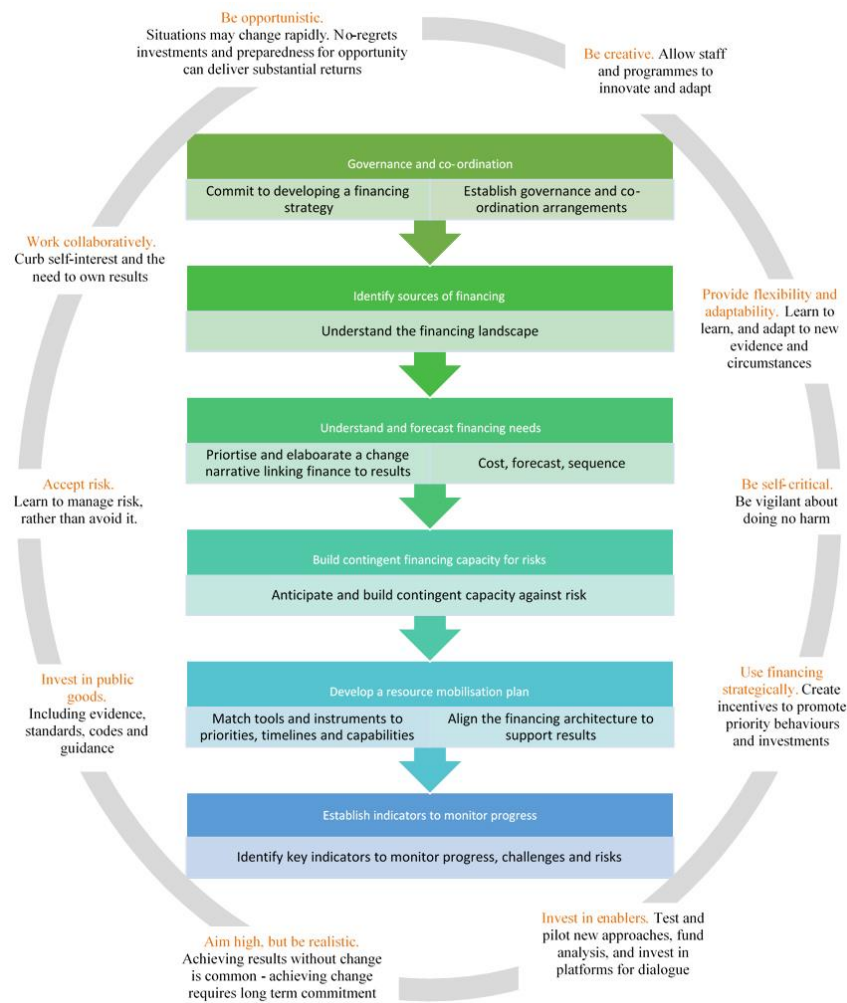 Be opportunistic.
Situations may change rapidly. No-regrets
investments and preparedness for opportunity
can deliver substantial returns
Be creative. Allow staff
and programmes to
innovate and adapt
Governance and co- ordination
Commit to developing a financing
strategy
Establish governance and co-
ordination arrangements
Work collaboratively.
Curb self-interest and the
need to own results
Identify sources of financing
Understand the financing landscape
Provide flexibility and
adaptability. Learn to
learn, and adapt to new
evidence and
circumstances
Understand and forecast financing needs
Priortise and elaboarate a change
narrative linking finance to results
Cost, forecast, sequence
Accept risk.
Learn to manage risk,
rather than avoid it.
Be self-critical.
Be vigilant about
doing no harm
Build contingent financing capacity for risks
Anticipate and build contingent capacity against risk
Invest in public
goods.
Including evidence,
standards, codes and
guidance
Develop a resource mobilisation plan
Match tools and instruments to
priorities, timelines and capabilities
Align the financing architecture to
support results
Use financing
strategically. Create
incentives to promote
priority behaviours
and investments
Establish indicators to monitor progress
Identify key indicators to monitor progress, challenges and risks
Aim high, but be realistic.
Achieving results without change
is common - achieving change
requires long term commitment
Invest in enablers. Test and
pilot new approaches, fund
analysis, and invest in
platforms for dialogue